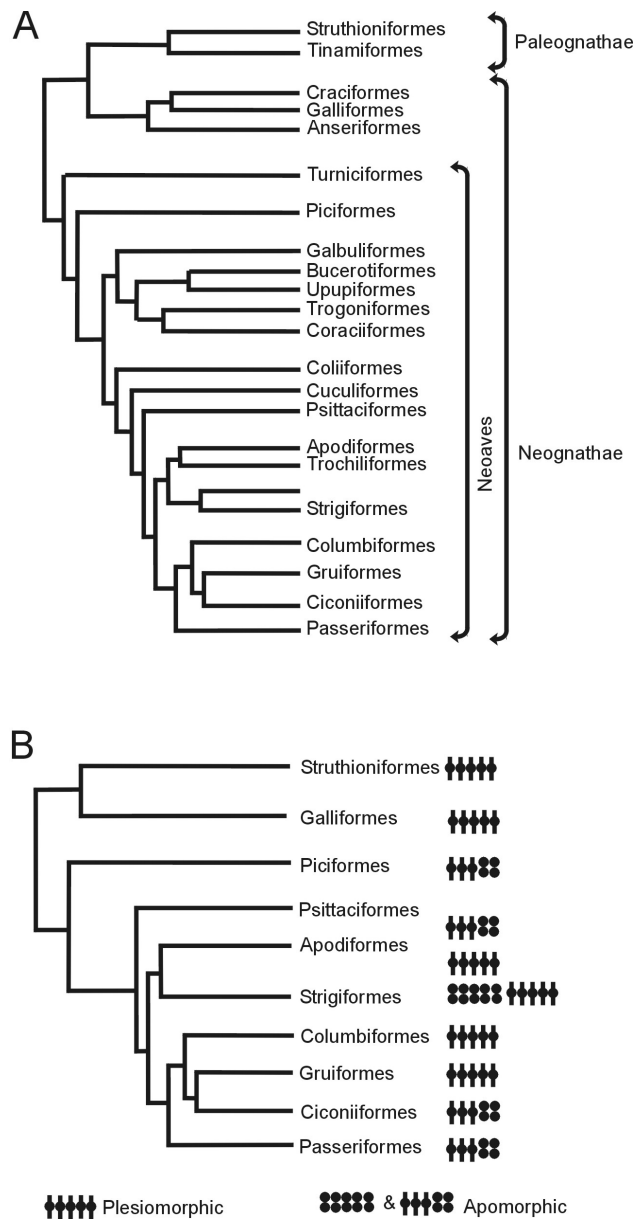 A
Struthioniformes
Tinamiformes
Paleognathae
Craciformes
Galliformes
Anseriformes
Turniciformes
Piciformes
Galbuliformes
Bucerotiformes
Upupiformes
Trogoniformes
Coraciiformes
Coliiformes
Cuculiformes
Psittaciformes
Apodiformes
Trochiliformes
Strigiformes
Columbiformes
Gruiformes
Ciconiiformes
Passeriformes
Neoaves
Neognathae
B
Struthioniformes
Galliformes
Piciformes
Psittaciformes
Apodiformes
Strigiformes
Columbiformes
Gruiformes
Ciconiiformes
Passeriformes
Plesiomorphic
& Apomorphic